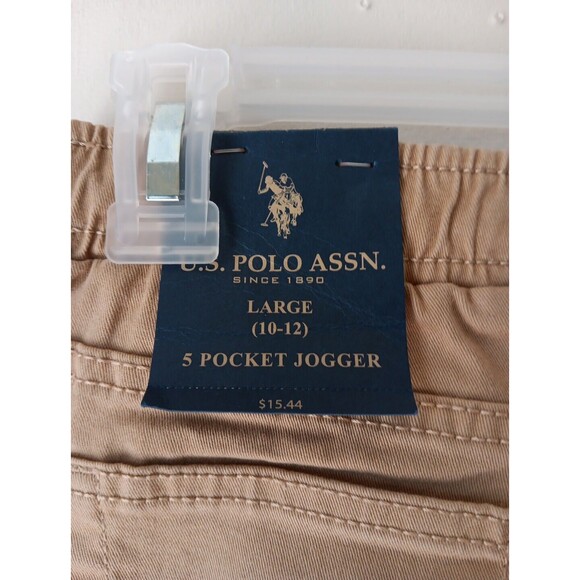 U.S. POLO ASSN.
SINCE 1890
LARGE
(10-12)
5 POCKET JOGGER
$15.44